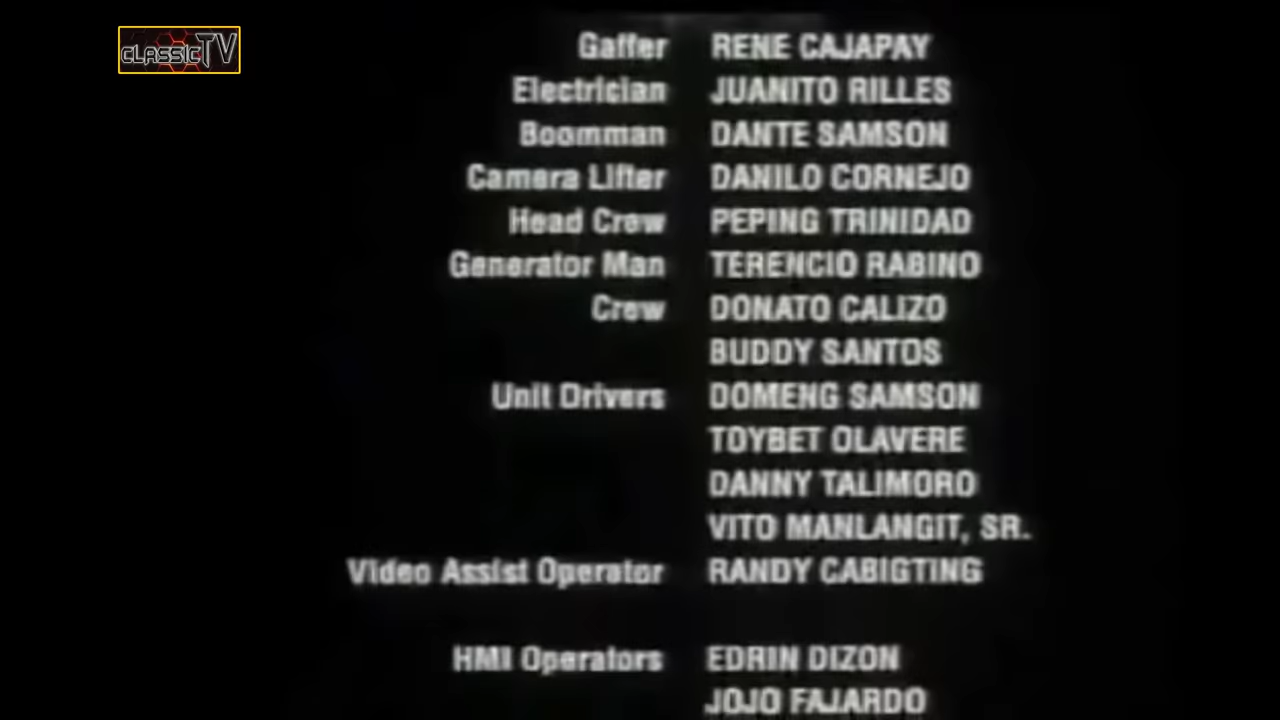 CLASSIC TV
Gaffer RENE CAJAPAY
Electrician JUANITO RILLES
Boomman DANTE SAMSON
Camera Lifter DANILO CORNEJO
Head Crew PEPING TRINIDAD
Generator Man TERENCIO RABINO
Crew DONATO CALIZO
BUDDY SANTOS
Unit Drivers DOMENG SAMSON
TOYBET OLAVERE
DANNY TALIMORO
VITO MANLANGIT, SR.
Video Assist Operator RANDY CABIGTING
HMI Operators EDRIN DIZON
JOJO FAJARDO